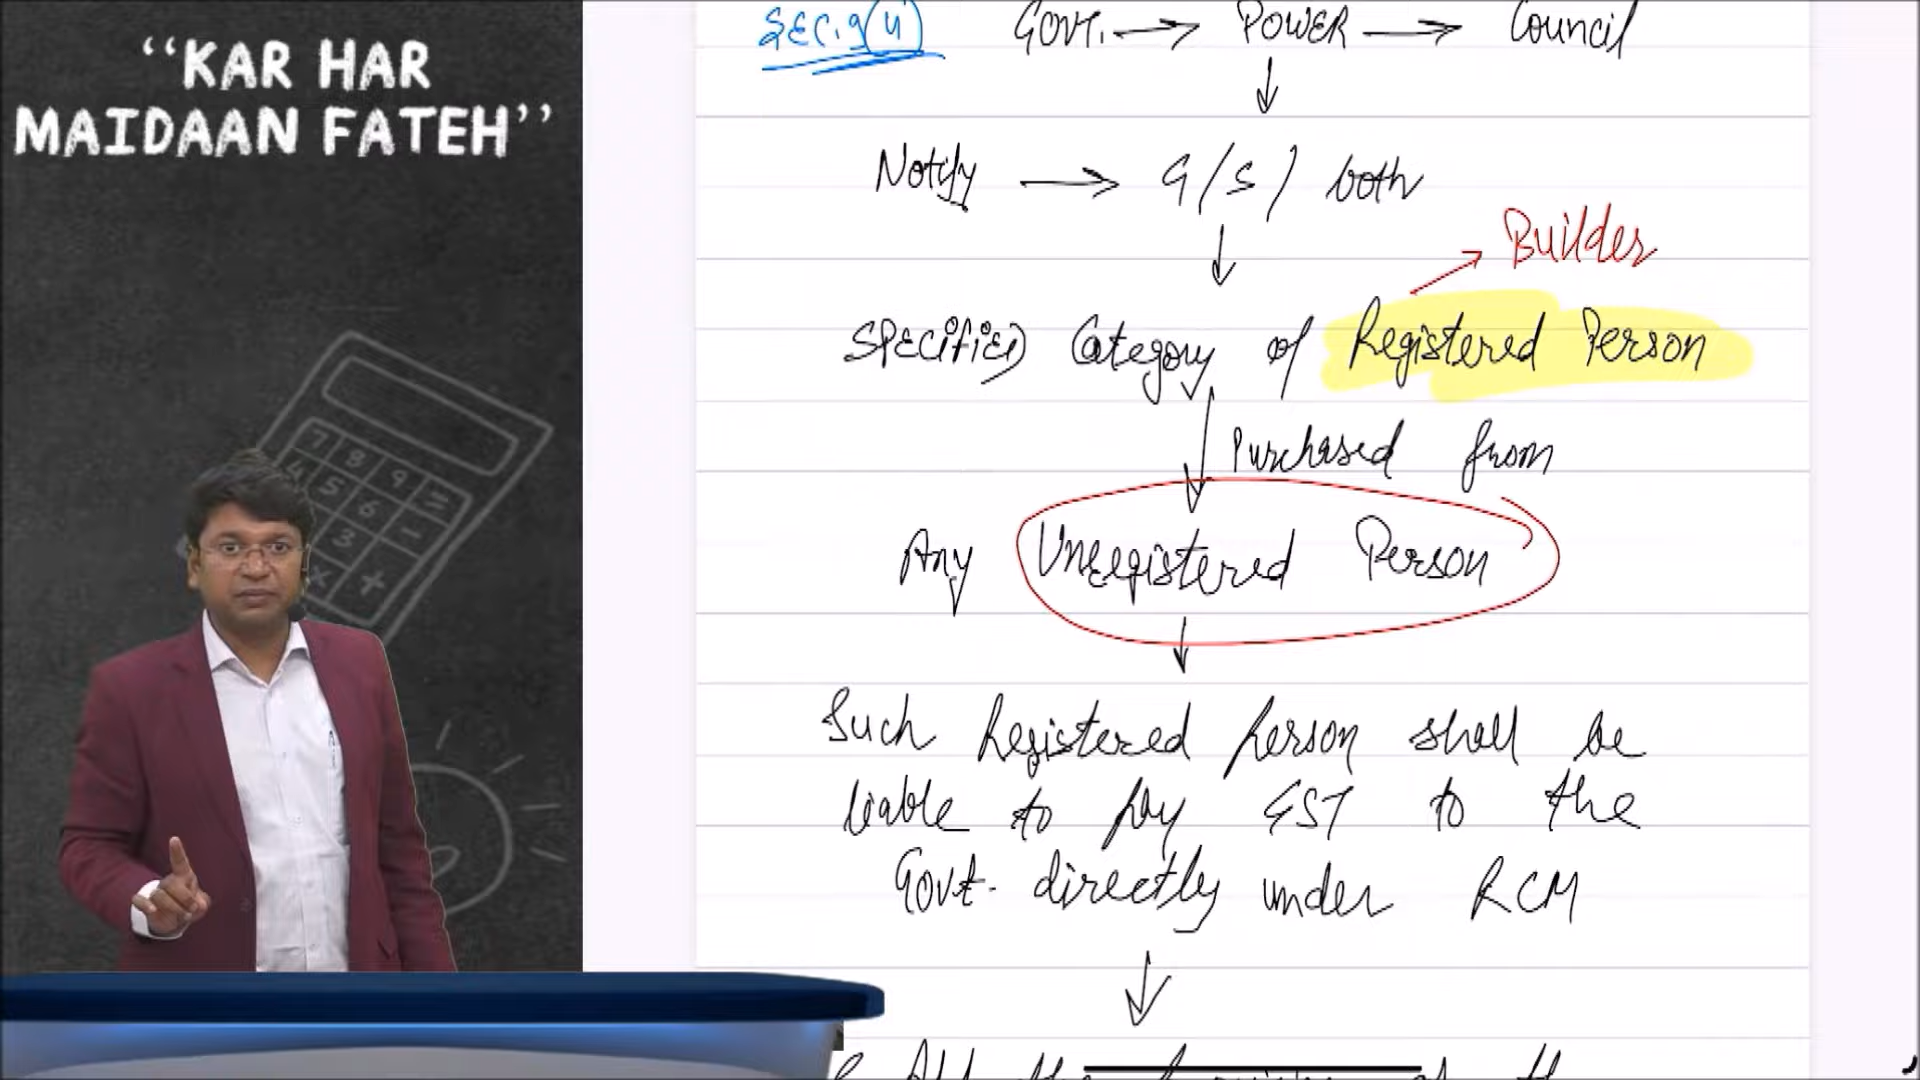 “KAR HAR
MAIDAAN FATEH”
SEC. 9(4) GOVT. → POWER → Council
↓
Notify → G/S/ both
↓
→ Builder
SPECIFIED Category of Registered Person
↓ Purchased from
Any Unregistered Person
↓
Such Registered Person shall be
liable to pay GST to the
Govt. directly under RCM
↓